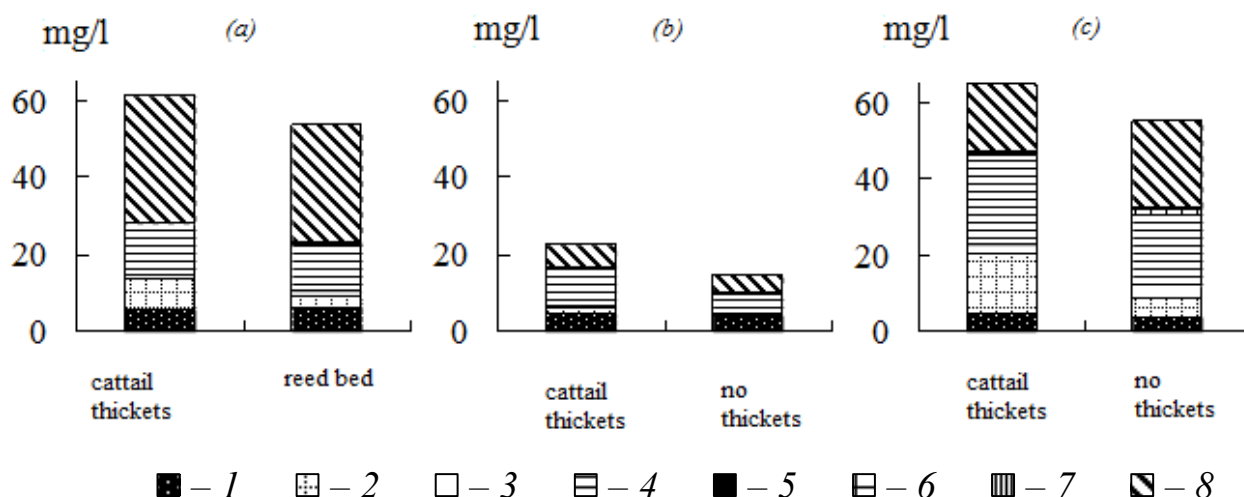 mg/l (a) mg/l (b) mg/l (c)
60 60 60
40 40 40
20 20 20
0 0 0
cattail thickets
reed bed
cattail thickets
no thickets
cattail thickets
no thickets
– 1 – 2 – 3 – 4 – 5 – 6 – 7 – 8